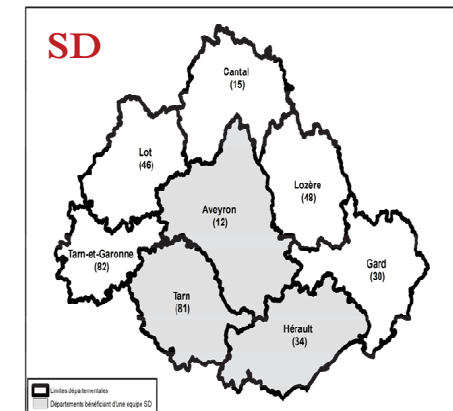 SD
Cantal
(15)
Lot
(46)
Lozère
(48)
Aveyron
(12)
Tarn-et-Garonne
(82)
Gard
(30)
Tarn
(81)
Hérault
(34)
Limites départementales
Départements bénéficiant d'une équipe SD